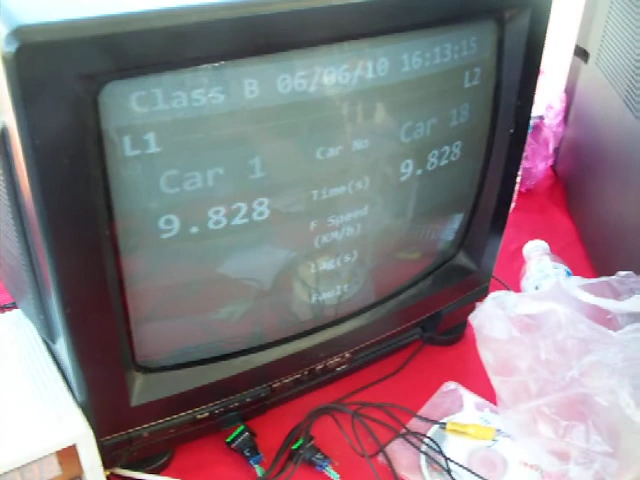 Class B 06/06/10 16:13:15
L1 L2
Car 1 Car No Car 18
9.828 Time(s) 9.828
F Speed
(KM/h)
Lag(s)
Fault